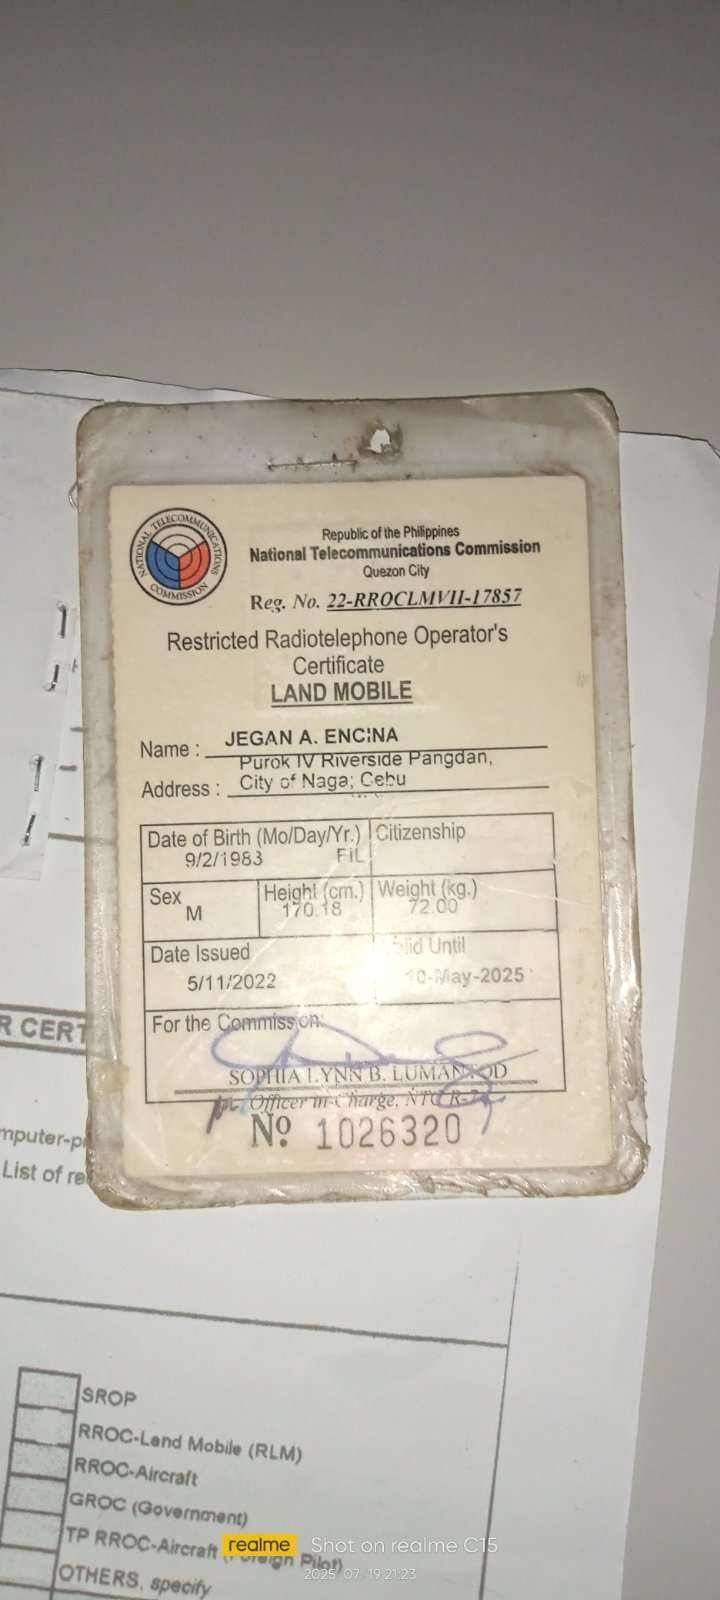 NATIONAL TELECOMMUNICATIONS COMMISSION
Republic of the Philippines
National Telecommunications Commission
Quezon City
Reg. No. 22-RROCLMVII-17857
Restricted Radiotelephone Operator's
Certificate
LAND MOBILE
Name : JEGAN A. ENCINA
Address : Purok IV Riverside Pangdan,
City of Naga, Cebu
Date of Birth (Mo/Day/Yr.) Citizenship
9/2/1983 FIL
Sex Height (cm.) Weight (kg.)
M 170.18 72.00
Date Issued Valid Until
5/11/2022 10-May-2025
For the Commission:
SOPHIA LYNN B. LUMANTOD
Officer in-Charge, NTC R-7
Nº 1026320
R CERT
mputer-p
List of re
SROP
RROC-Land Mobile (RLM)
RROC-Aircraft
GROC (Government)
TP RROC-Aircraft (Foreign Pilot)
OTHERS, specify
realme Shot on realme C15
2025/07/19 21:23